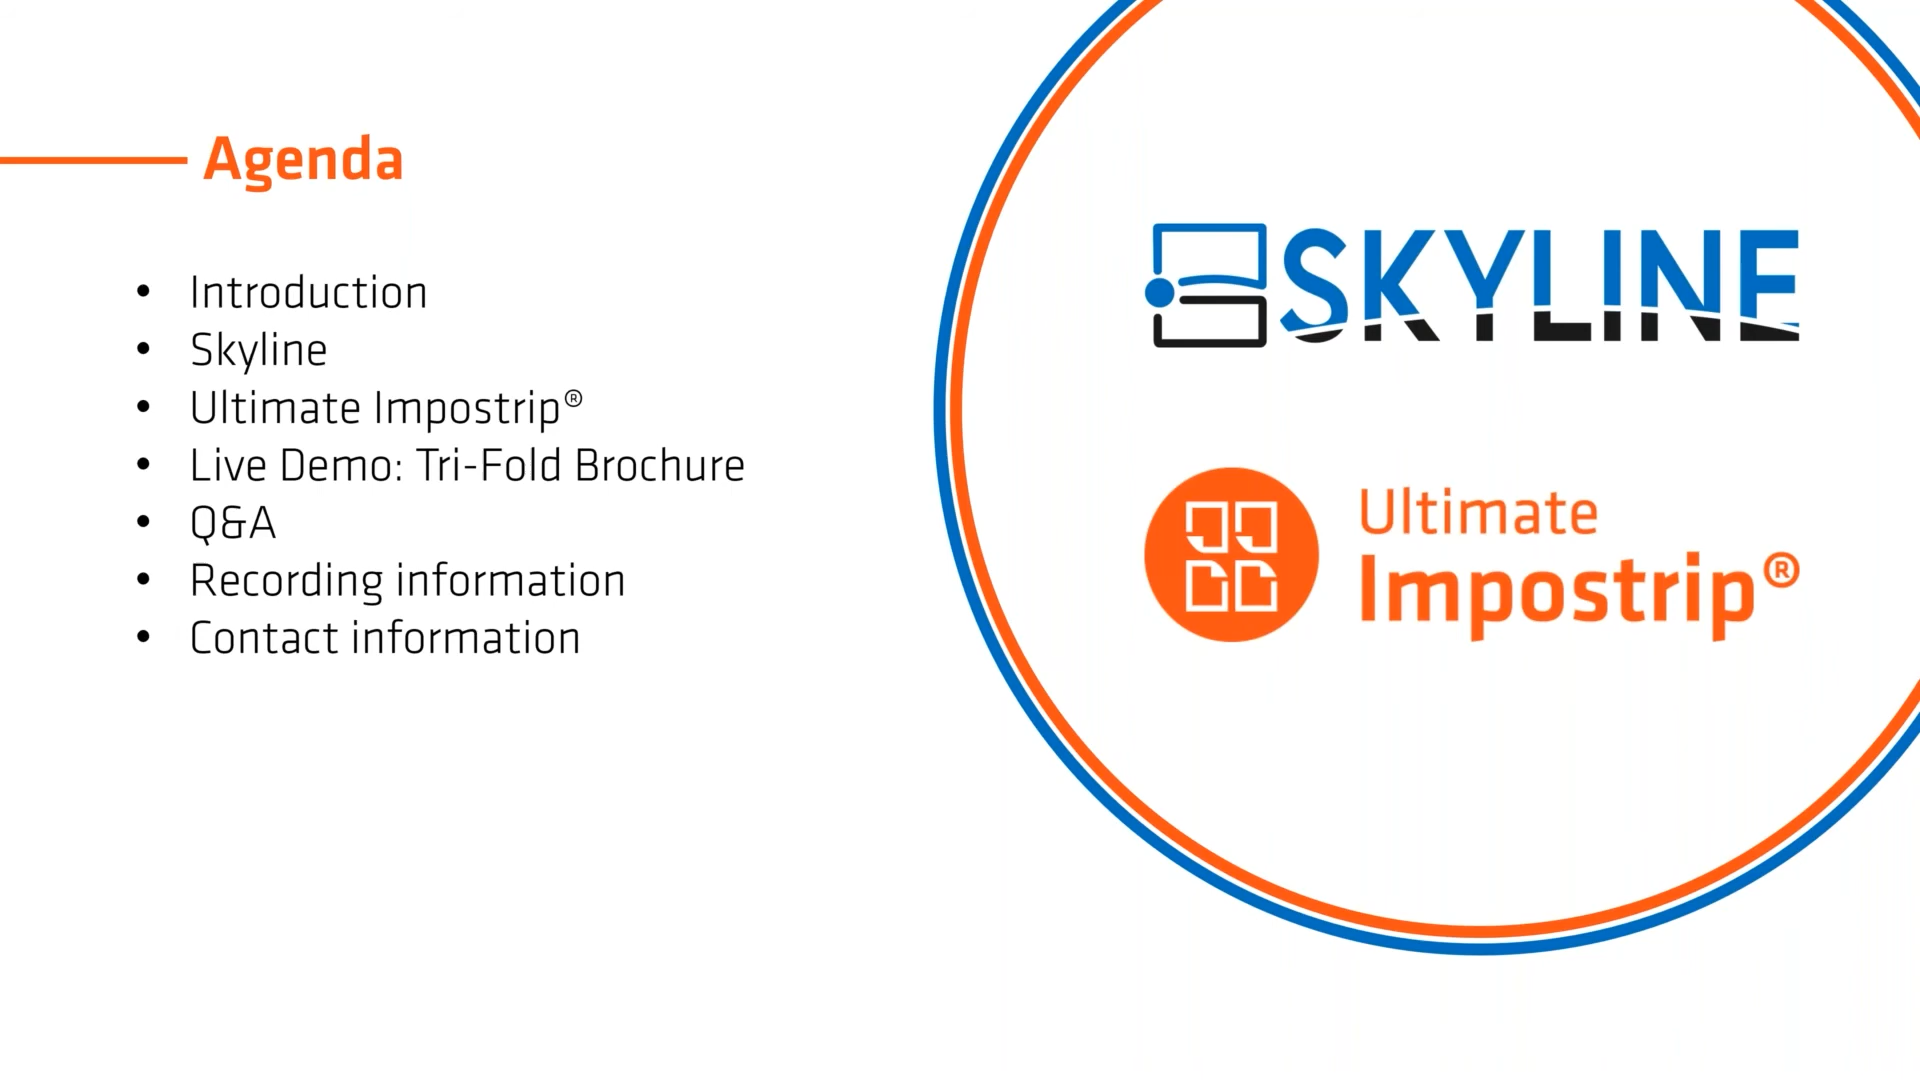 Agenda
• Introduction
• Skyline
• Ultimate Impostrip®
• Live Demo: Tri-Fold Brochure
• Q&A
• Recording information
• Contact information
SKYLINE
Ultimate
Impostrip®